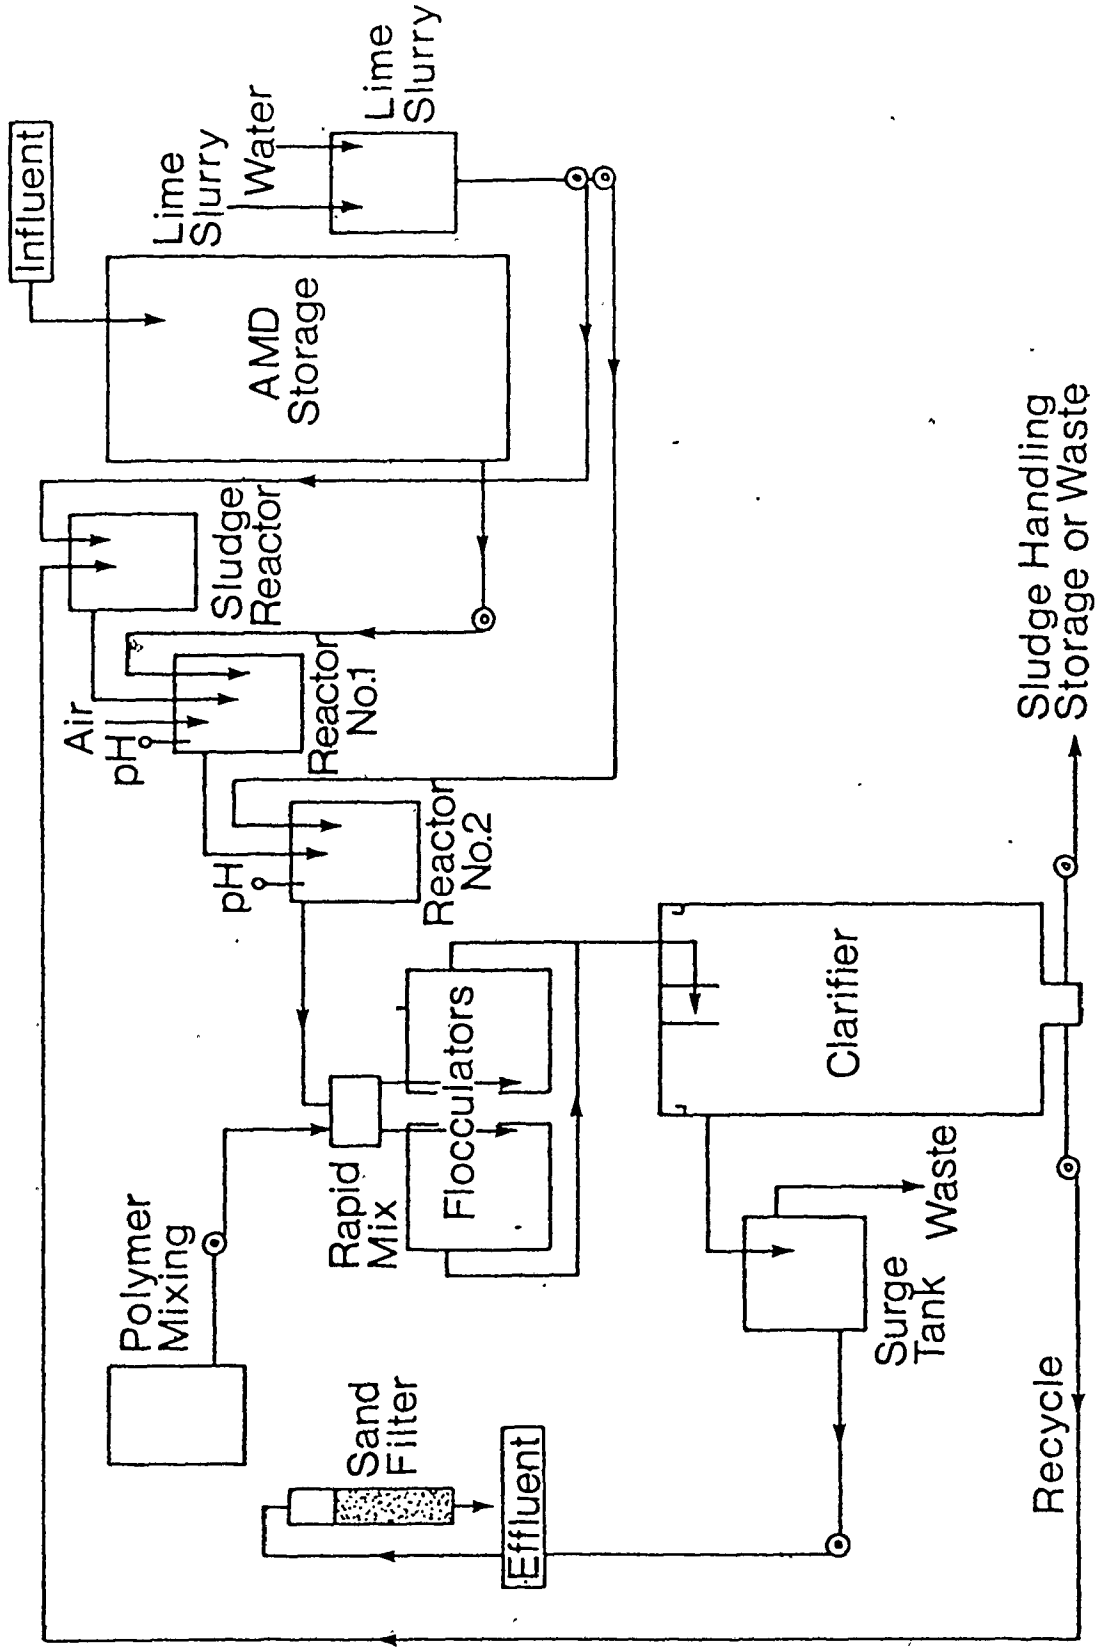 Influent
Lime
Slurry
Water
Lime
Slurry
AMD
Storage
Sludge
Reactor
Air
pH
Reactor
No.1
pH
Reactor
No.2
Polymer
Mixing
Rapid
Mix
Flocculators
Clarifier
Sand
Filter
Effluent
Surge
Tank
Waste
Recycle
Sludge Handling
Storage or Waste